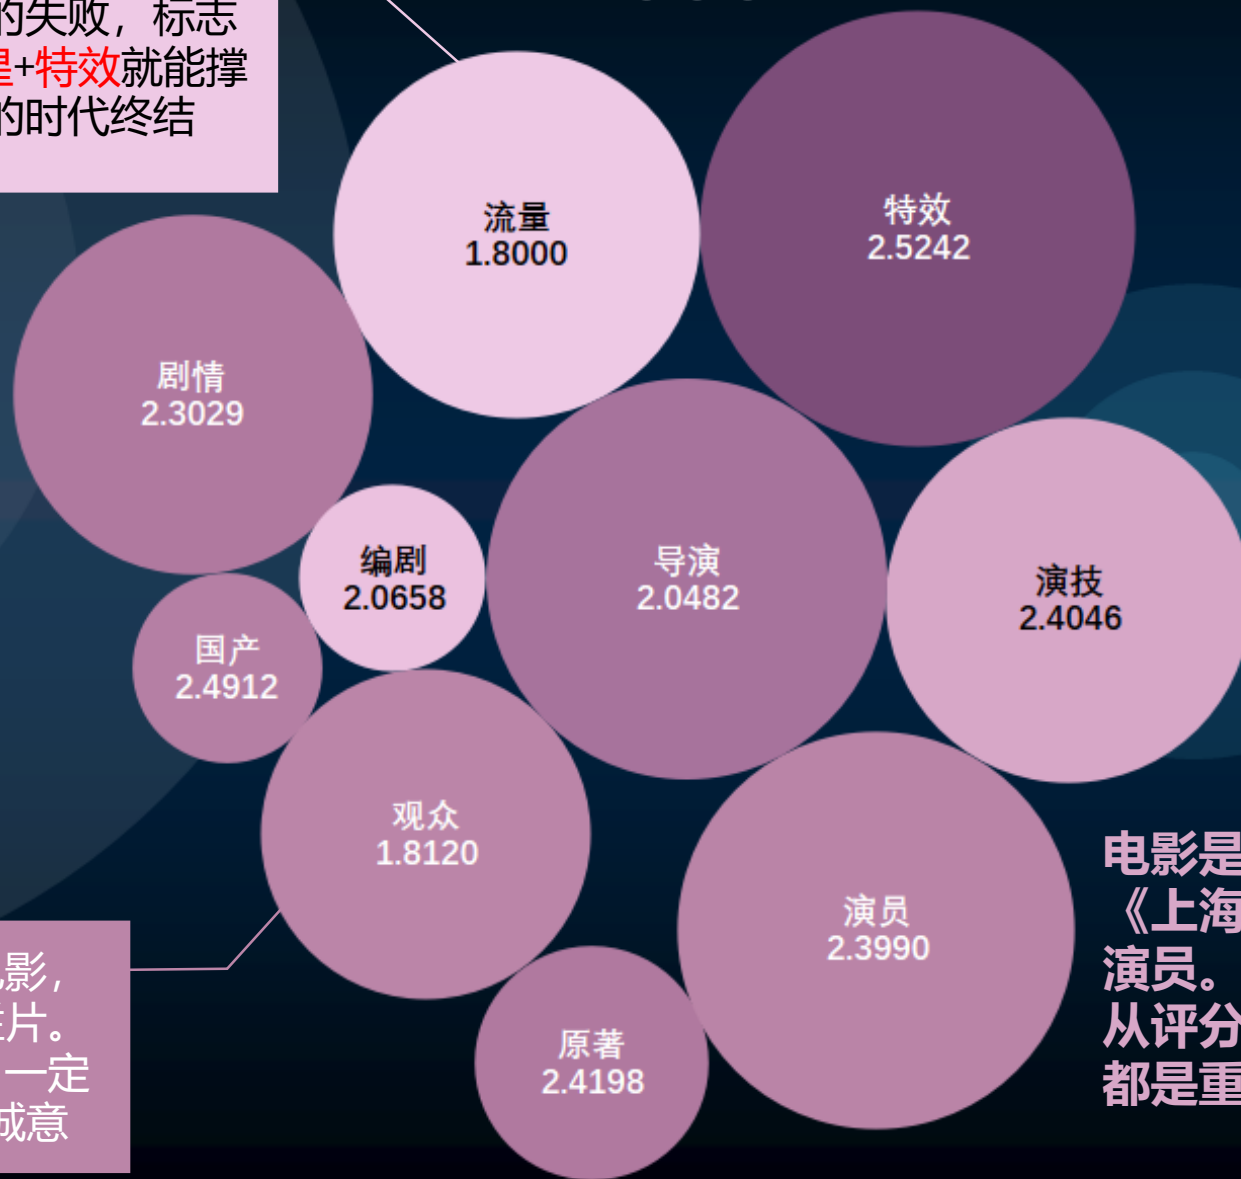 的失败，标志
星+特效就能撑
的时代终结
流量
1.8000
特效
2.5242
剧情
2.3029
编剧
2.0658
导演
2.0482
演技
2.4046
国产
2.4912
观众
1.8120
演员
2.3990
原著
2.4198
电影，
烂片。
一定
诚意
电影是
《上海
演员。
从评分
都是重